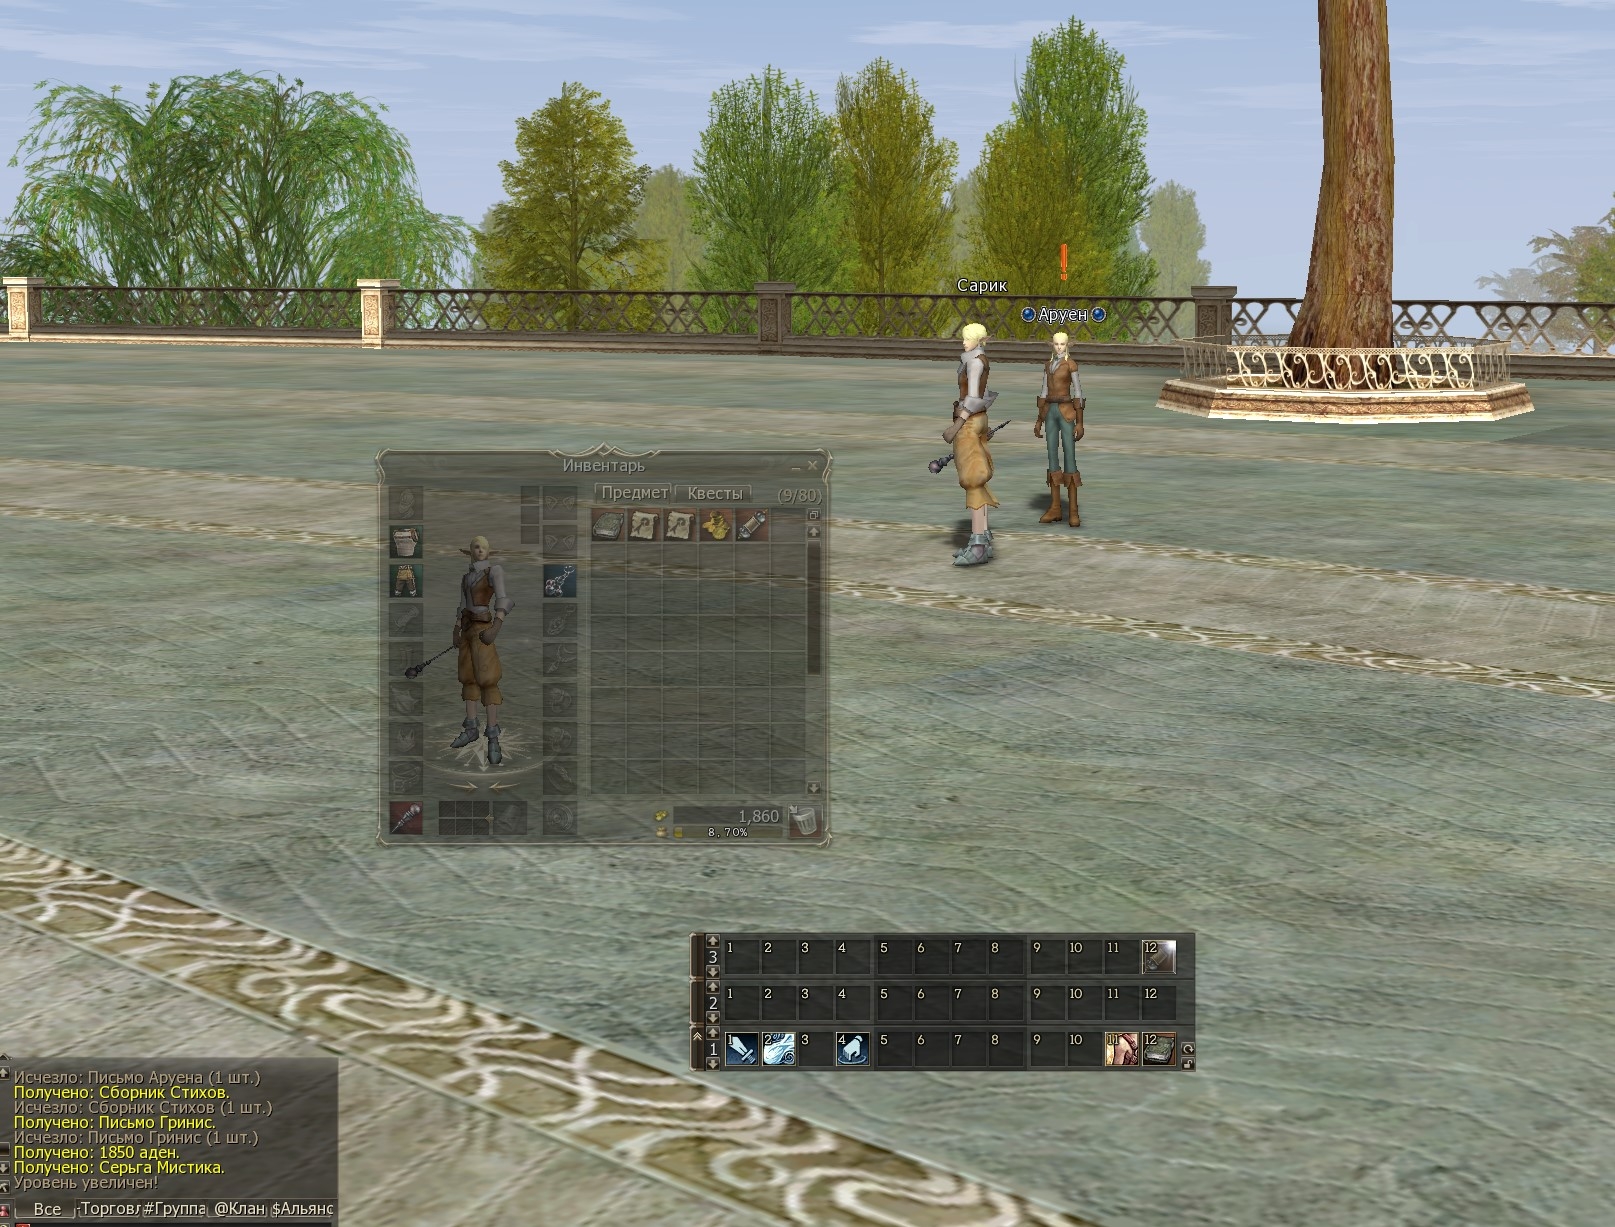 Сарик
Аруен
Инвентарь
Предмет Квесты (9/80)
1,860
8.70%
3 1 2 3 4 5 6 7 8 9 10 11 12
2 1 2 3 4 5 6 7 8 9 10 11 12
1 1 2 3 4 5 6 7 8 9 10 11 12
Исчезло: Письмо Аруена (1 шт.)
Получено: Сборник Стихов.
Исчезло: Сборник Стихов (1 шт.)
Получено: Письмо Гринис.
Исчезло: Письмо Гринис (1 шт.)
Получено: 1850 аден.
Получено: Серьга Мистика.
Уровень увеличен!
Все -Торговл #Группа @Клан $Альянс